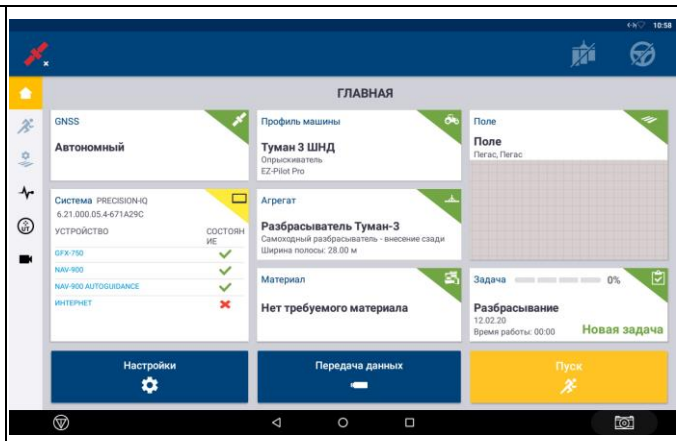 10:58
ГЛАВНАЯ
GNSS
Автономный
Система PRECISION-IQ
6.21.000.05.4-671A29C
УСТРОЙСТВО
СОСТОЯН
ИЕ
GFX-750
NAV-900
NAV-900 AUTOGUIDANCE
ИНТЕРНЕТ
Профиль машины
Туман 3 ШНД
Опрыскиватель
EZ-Pilot Pro
Агрегат
Разбрасыватель Туман-3
Самоходный разбрасыватель - внесение сзади
Ширина полосы: 28.00 м
Материал
Нет требуемого материала
Поле
Поле
Пегас, Пегас
Задача 0%
Разбрасывание
12.02.20
Время работы: 00:00
Новая задача
Настройки
Передача данных
Пуск